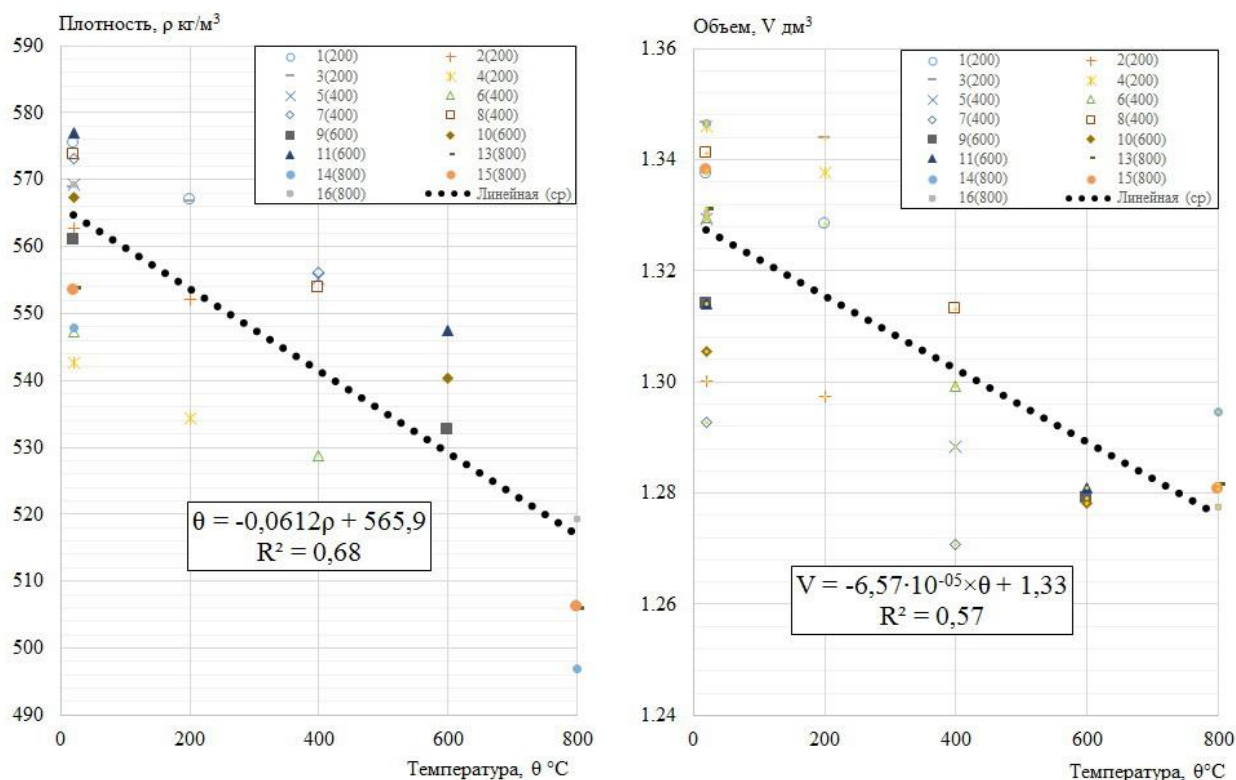 Плотность, ρ кг/м³
590
580
570
560
550
540
530
520
510
500
490
1(200) 2(200)
3(200) 4(200)
5(400) 6(400)
7(400) 8(400)
9(600) 10(600)
11(600) 13(800)
14(800) 15(800)
16(800) Линейная (ср)
θ = -0,0612ρ + 565,9
R² = 0,68
0 200 400 600 800
Температура, θ °C
Объем, V дм³
1.36
1.34
1.32
1.30
1.28
1.26
1.24
1(200) 2(200)
3(200) 4(200)
5(400) 6(400)
7(400) 8(400)
9(600) 10(600)
11(600) 13(800)
14(800) 15(800)
16(800) Линейная (ср)
V = -6,57·10⁻⁰⁵×θ + 1,33
R² = 0,57
0 200 400 600 800
Температура, θ°C